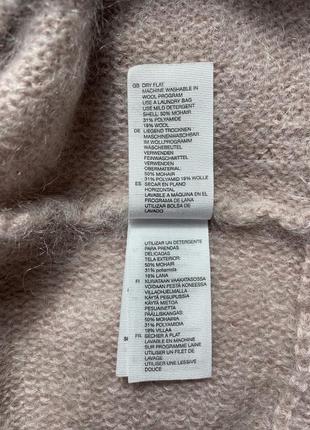 GB DRY FLAT
MACHINE WASHABLE IN
WOOL PROGRAM
USE A LAUNDRY BAG
USE MILD DETERGENT
SHELL: 50% MOHAIR
31% POLYAMIDE
19% WOOL
DE LIEGEND TROCKNEN
MASCHINENWASCHBAR
IM WOLLPROGRAMM
WÄSCHEBEUTEL
VERWENDEN
FEINWASCHMITTEL
VERWENDEN
OBERMATERIAL:
50% MOHAIR
31% POLYAMID 19% WOLLE
ES SECAR EN PLANO
HORIZONTAL
LAVABLE A MÁQUINA EN EL
PROGRAMA DE LANA
UTILIZAR BOLSA DE
LAVADO
UTILIZAR UN DETERGENTE
PARA PRENDAS
DELICADAS
TELA EXTERIOR:
50% MOHAIR
31% poliamida
19% LANA
FI KUIVATAAN VAAKATASOSSA
VOIDAAN PESTÄ KONEESSA
VILLAOHJELMALLA
KÄYTÄ PESUPUSSIA
KÄYTÄ MIETOA
PESUAINETTA
PÄÄLLISKANGAS:
50% MOHAIRIA
31% POLYAMIDIA
19% VILLAA
FR SÉCHER À PLAT
LAVABLE EN MACHINE
SUR PROGRAMME LAINE
UTILISER UN FILET DE
LAVAGE
UTILISEZ UNE LESSIVE
DOUCE